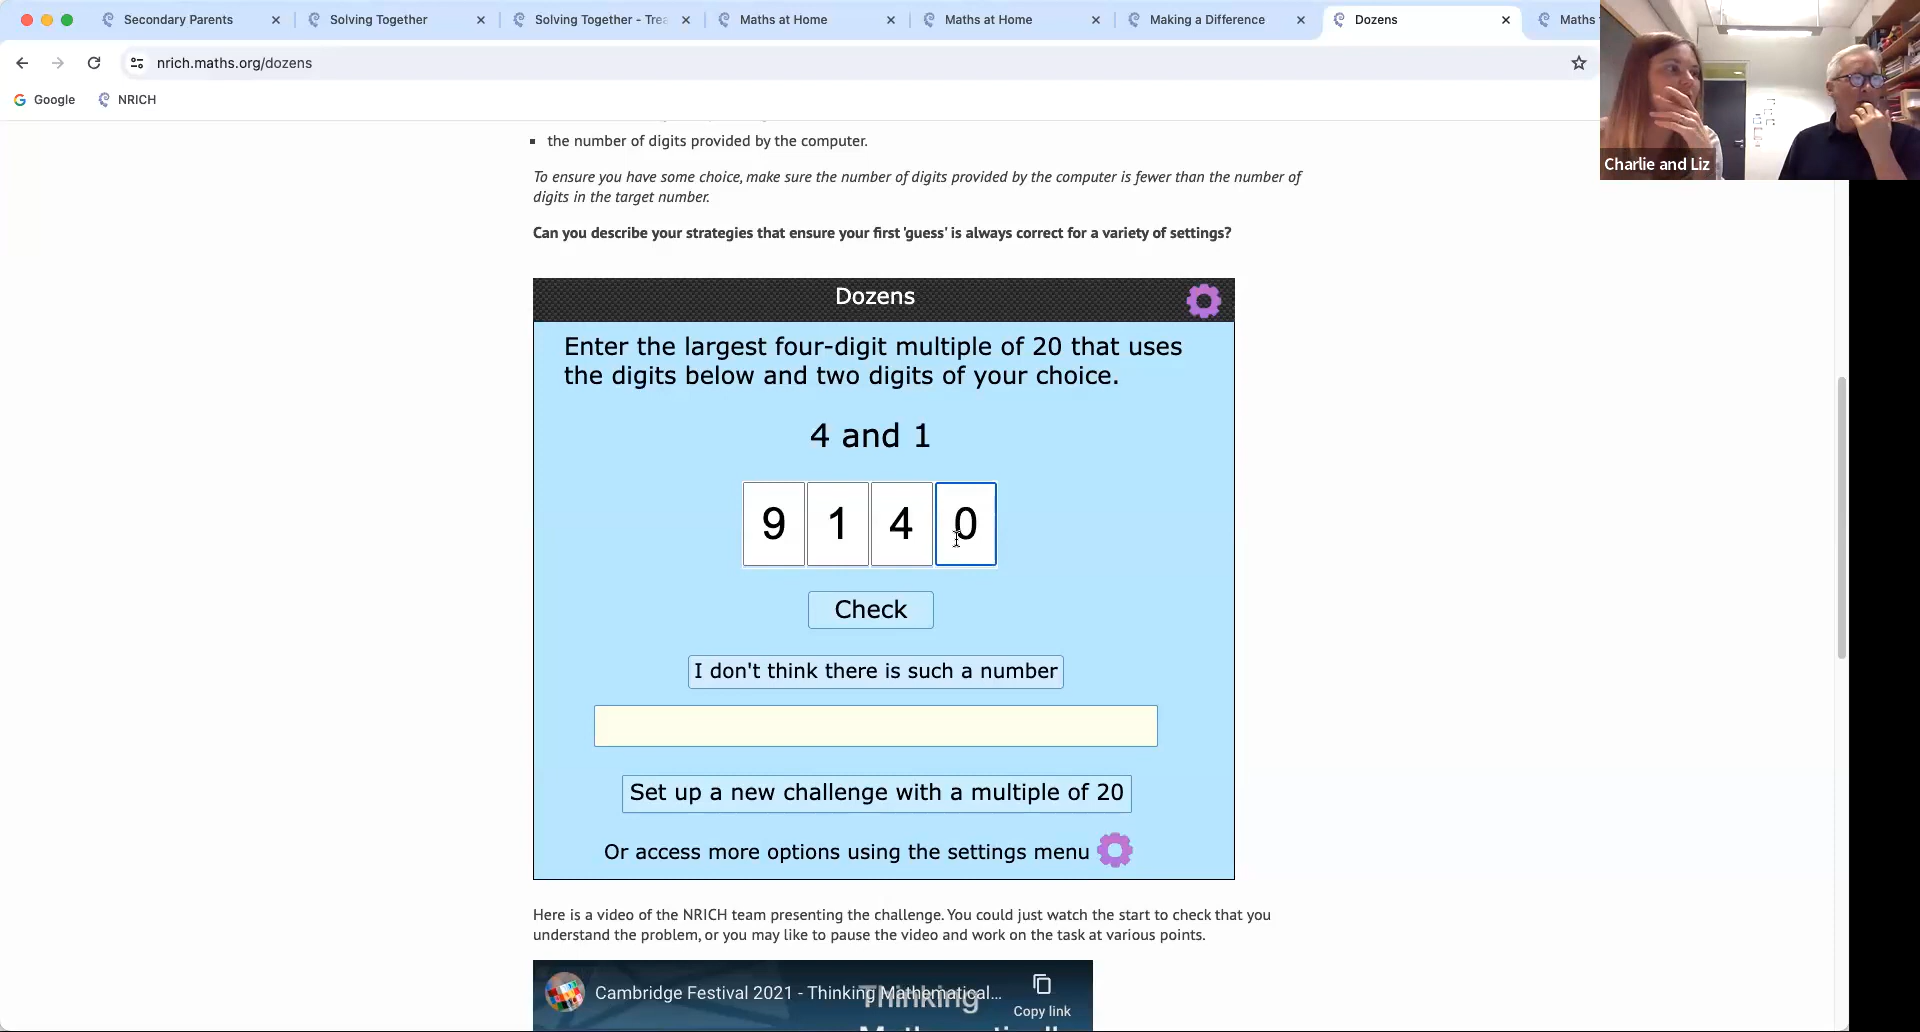 Secondary Parents
Solving Together
Solving Together - Trea
Maths at Home
Maths at Home
Making a Difference
Dozens
Maths
nrich.maths.org/dozens
Google
NRICH
Charlie and Liz
the number of digits provided by the computer.
To ensure you have some choice, make sure the number of digits provided by the computer is fewer than the number of
digits in the target number.
Can you describe your strategies that ensure your first 'guess' is always correct for a variety of settings?
Dozens
Enter the largest four-digit multiple of 20 that uses
the digits below and two digits of your choice.
4 and 1
9 1 4 0
Check
I don't think there is such a number
Set up a new challenge with a multiple of 20
Or access more options using the settings menu
Here is a video of the NRICH team presenting the challenge. You could just watch the start to check that you
understand the problem, or you may like to pause the video and work on the task at various points.
Cambridge Festival 2021 - Thinking Mathematical...
Thinking
Copy link